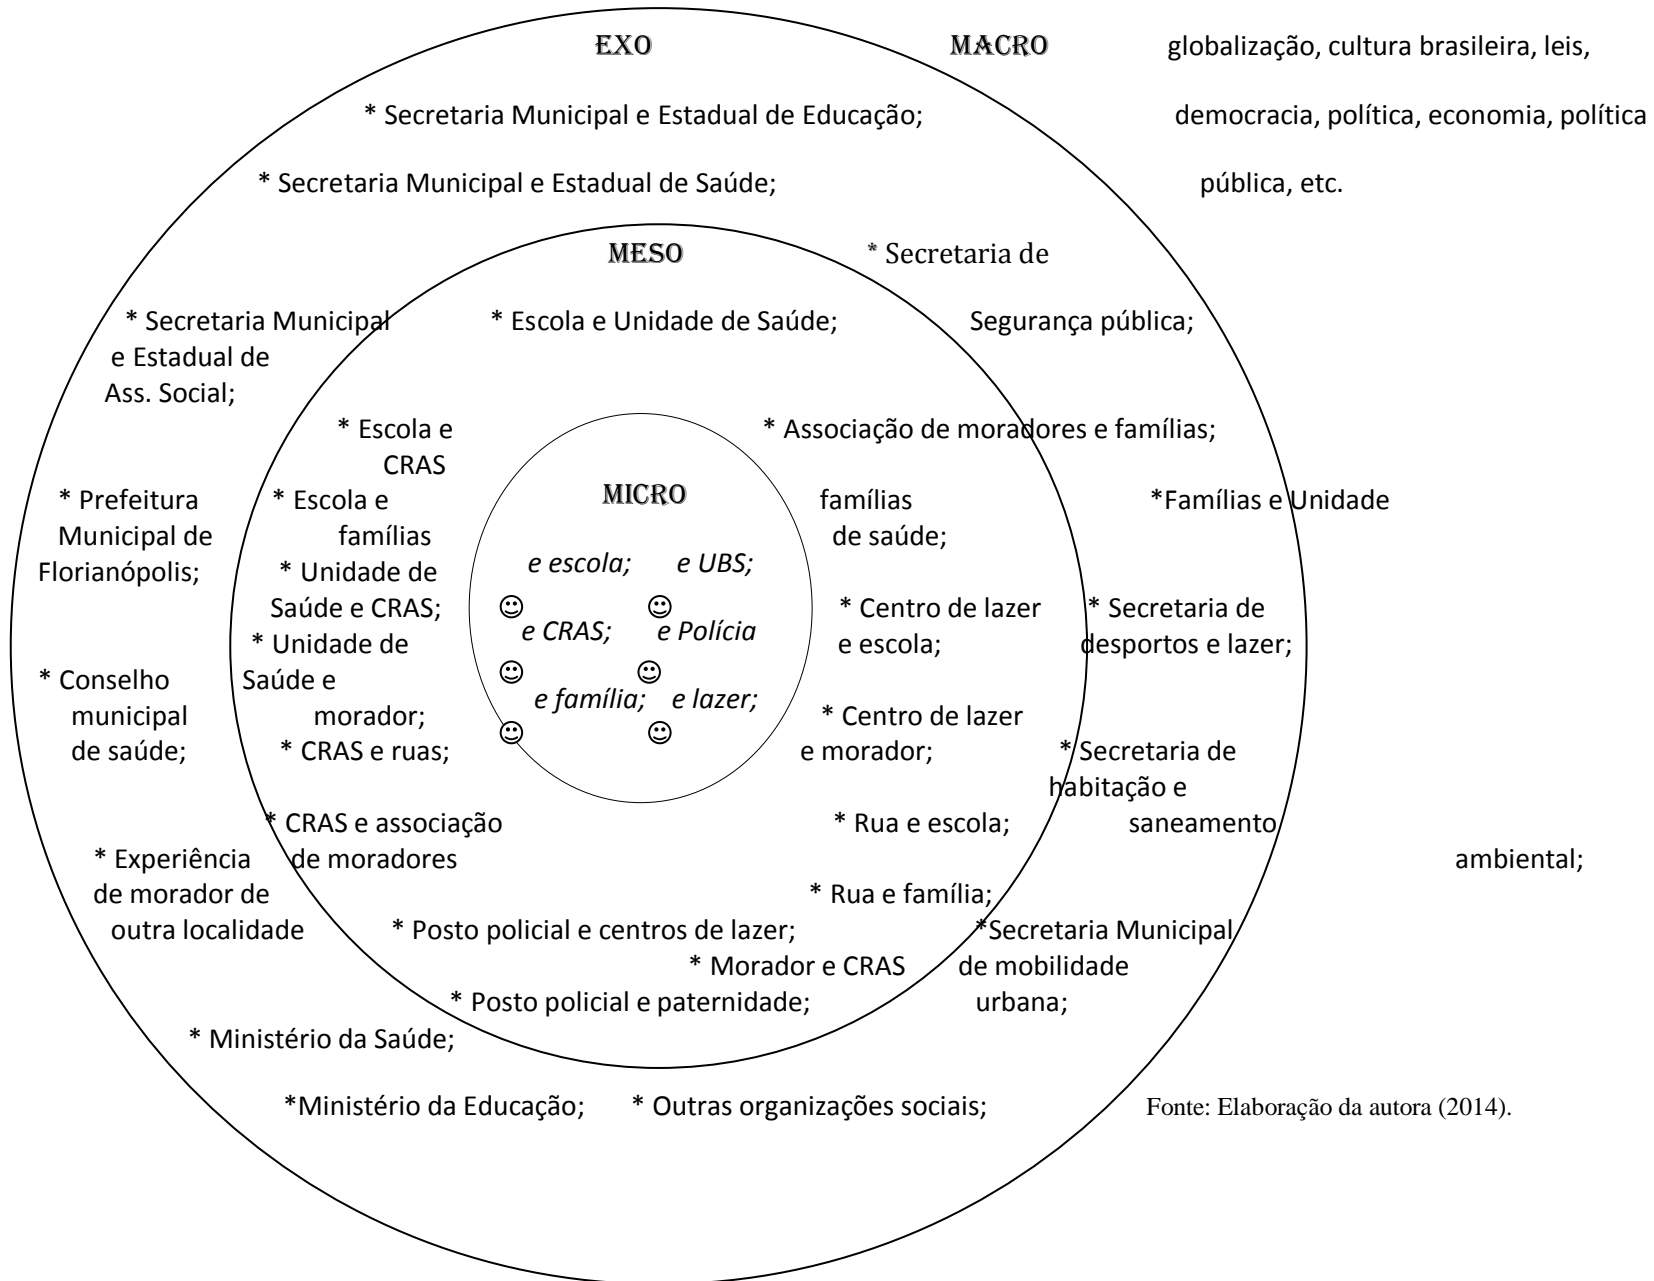 EXO MACRO globalização, cultura brasileira, leis,
* Secretaria Municipal e Estadual de Educação; democracia, política, economia, política
* Secretaria Municipal e Estadual de Saúde; pública, etc.
MESO * Secretaria de
* Secretaria Municipal * Escola e Unidade de Saúde; Segurança pública;
e Estadual de
Ass. Social;
* Escola e * Associação de moradores e famílias;
CRAS
* Prefeitura * Escola e MICRO famílias *Famílias e Unidade
Municipal de famílias de saúde;
Florianópolis; * Unidade de e escola; e UBS;
Saúde e CRAS; * Centro de lazer * Secretaria de
* Unidade de e CRAS; e Polícia e escola; desportos e lazer;
* Conselho Saúde e
municipal morador; e família; e lazer; * Centro de lazer
de saúde; * CRAS e ruas; e morador; * Secretaria de
habitação e
* CRAS e associação * Rua e escola; saneamento
* Experiência de moradores ambiental;
de morador de * Rua e família;
outra localidade * Posto policial e centros de lazer; *Secretaria Municipal
* Morador e CRAS de mobilidade
* Posto policial e paternidade; urbana;
* Ministério da Saúde;
*Ministério da Educação; * Outras organizações sociais; Fonte: Elaboração da autora (2014).